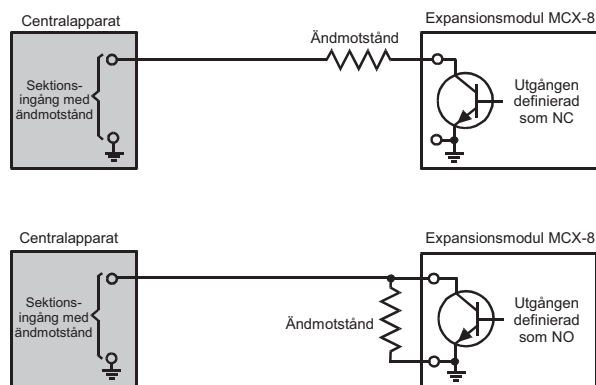 Centralapparat
Expansionsmodul MCX-8
Ändmotstånd
Sektions-
ingång med
ändmotstånd
Utgången
definierad
som NC
Centralapparat
Expansionsmodul MCX-8
Sektions-
ingång med
ändmotstånd
Ändmotstånd
Utgången
definierad
som NO